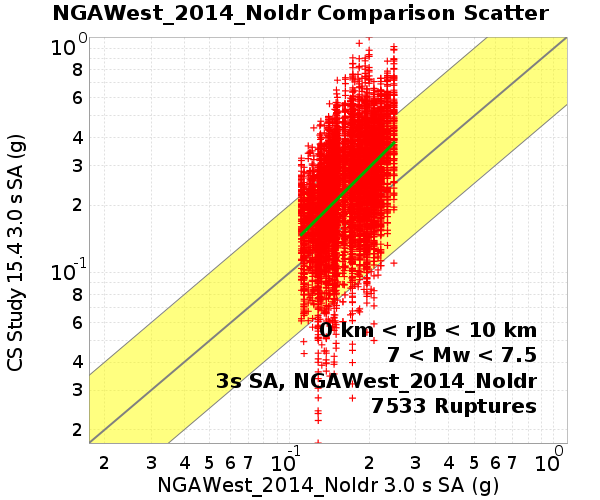 NGAWest_2014_NoIdr Comparison Scatter
CS Study 15.4 3.0 s SA (g)
10^0
8
6
4
3
2
10^-1
8
6
4
3
2
0 km < rJB < 10 km
7 < Mw < 7.5
3s SA, NGAWest_2014_NoIdr
7533 Ruptures
2 3 4 5 6 7 10^-1 2 3 4 5 6 7 10^0
NGAWest_2014_NoIdr 3.0 s SA (g)